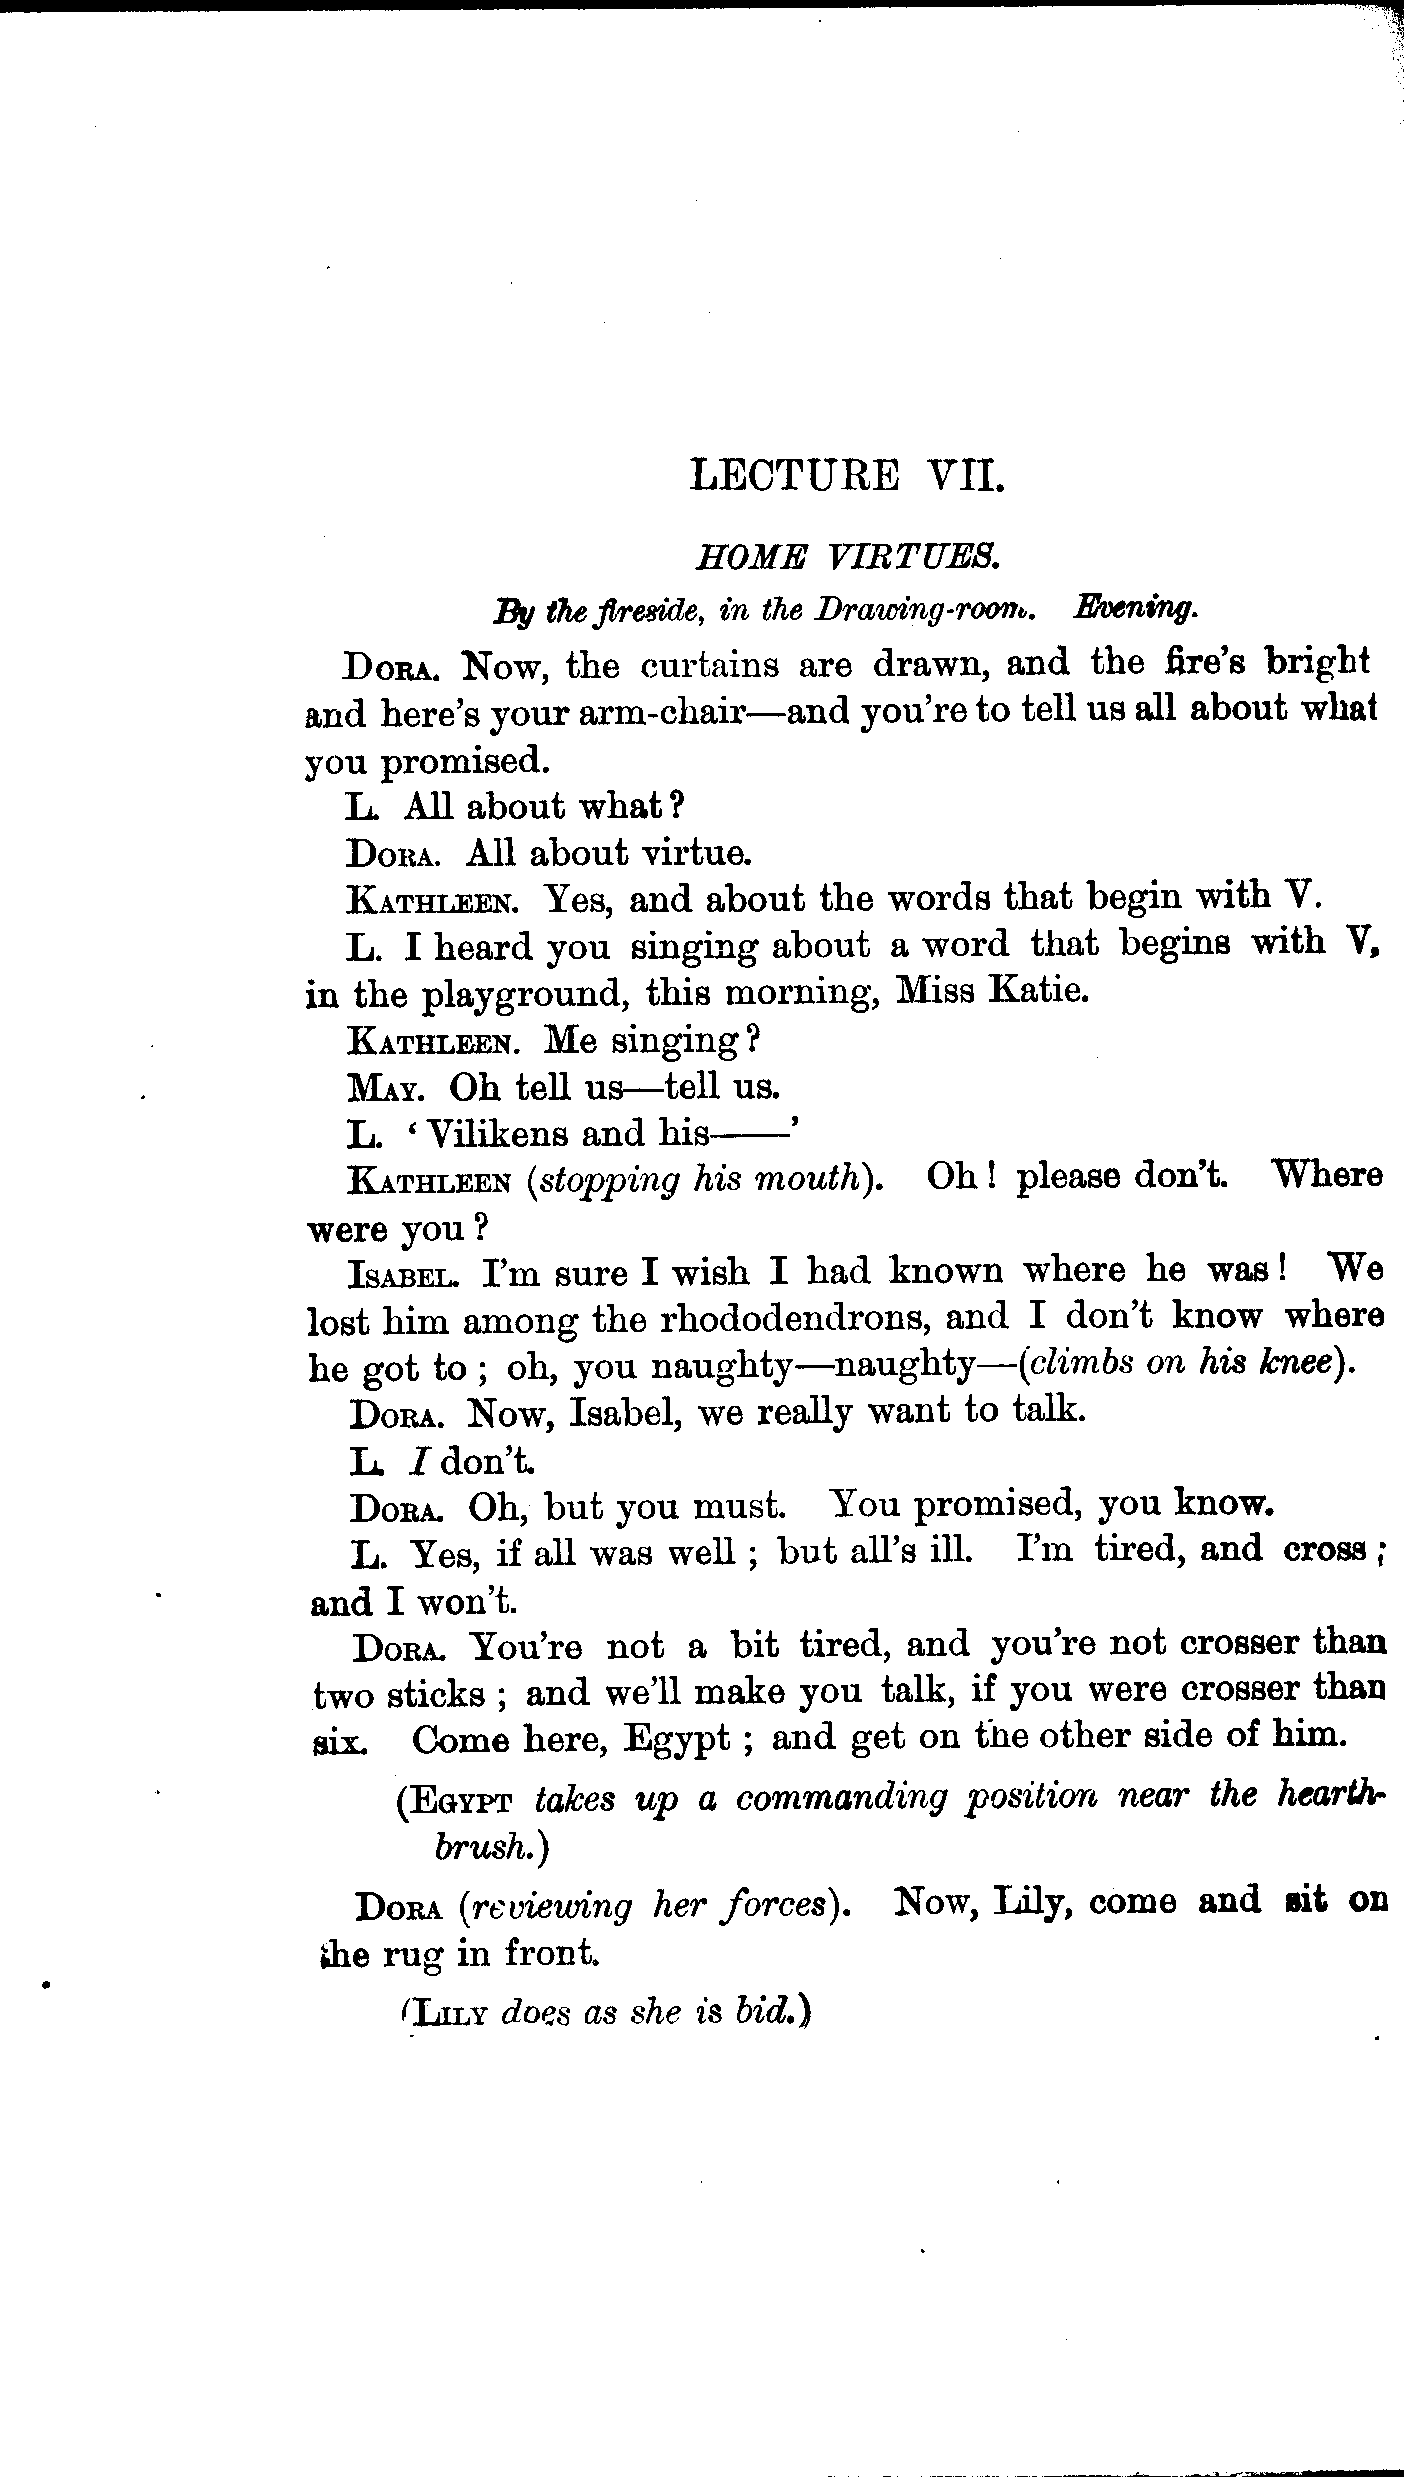 LECTURE VII.
HOME VIRTUES.
By the fireside, in the Drawing-room. Evening.
DORA. Now, the curtains are drawn, and the fire's bright
and here's your arm-chair—and you're to tell us all about what
you promised.
L. All about what?
DORA. All about virtue.
KATHLEEN. Yes, and about the words that begin with V.
L. I heard you singing about a word that begins with V,
in the playground, this morning, Miss Katie.
KATHLEEN. Me singing?
MAY. Oh tell us—tell us.
L. ‘Vilikens and his——’
KATHLEEN (stopping his mouth). Oh! please don't. Where
were you?
ISABEL. I'm sure I wish I had known where he was! We
lost him among the rhododendrons, and I don't know where
he got to; oh, you naughty—naughty—(climbs on his knee).
DORA. Now, Isabel, we really want to talk.
L. I don't.
DORA. Oh, but you must. You promised, you know.
L. Yes, if all was well; but all's ill. I'm tired, and cross;
and I won't.
DORA. You're not a bit tired, and you're not crosser than
two sticks; and we'll make you talk, if you were crosser than
six. Come here, Egypt; and get on the other side of him.
(EGYPT takes up a commanding position near the hearth-
brush.)
DORA (reviewing her forces). Now, Lily, come and sit on
the rug in front.
(LILY does as she is bid.)